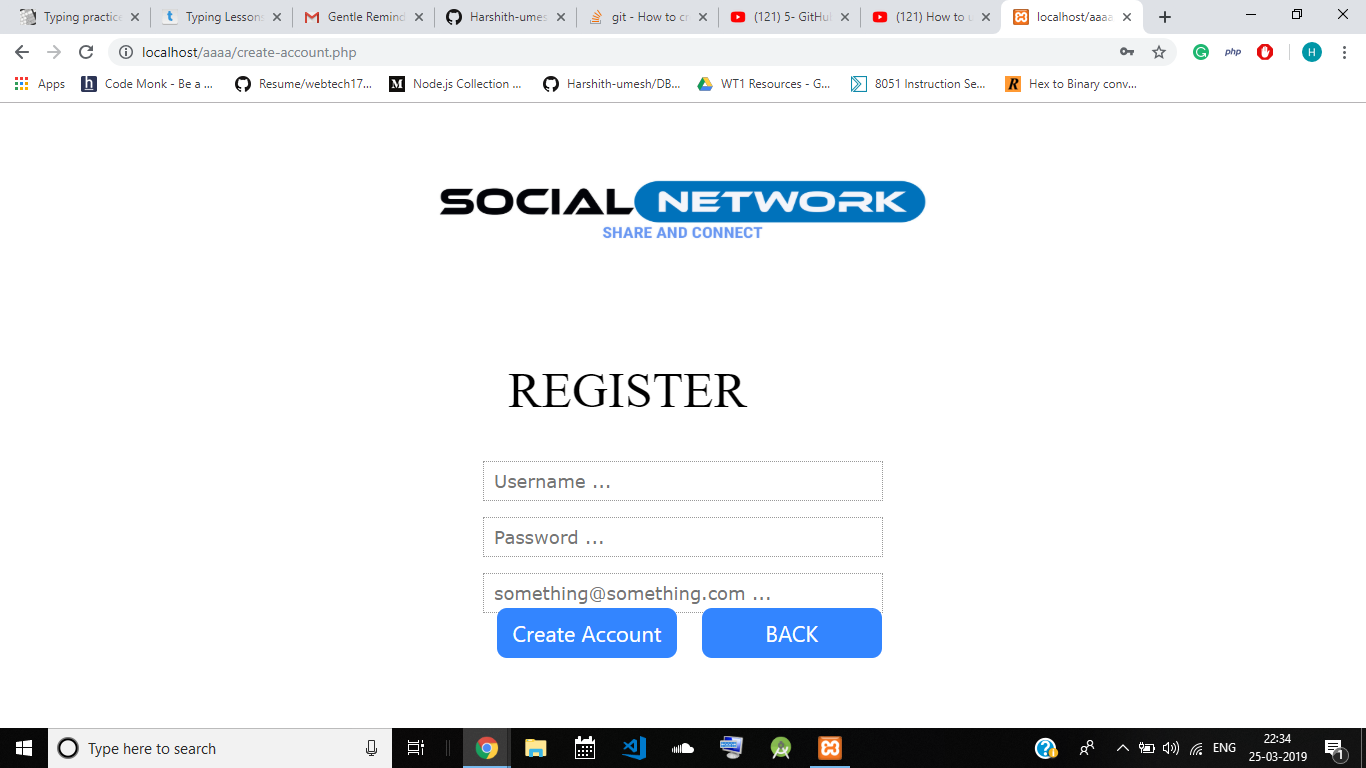 Typing practice
Typing Lessons
Gentle Remind
Harshith-umes
git - How to cr
(121) 5- GitHu
(121) How to u
localhost/aaaa
localhost/aaaa/create-account.php
php
H
Apps
h
Code Monk - Be a ...
Resume/webtech17...
M
Node.js Collection ...
Harshith-umesh/DB...
WT1 Resources - G...
8051 Instruction Se...
R
Hex to Binary conv...
SOCIAL NETWORK
SHARE AND CONNECT
REGISTER
Username ...
Password ...
something@something.com ...
Create Account
BACK
Type here to search
ENG
22:34
25-03-2019
1